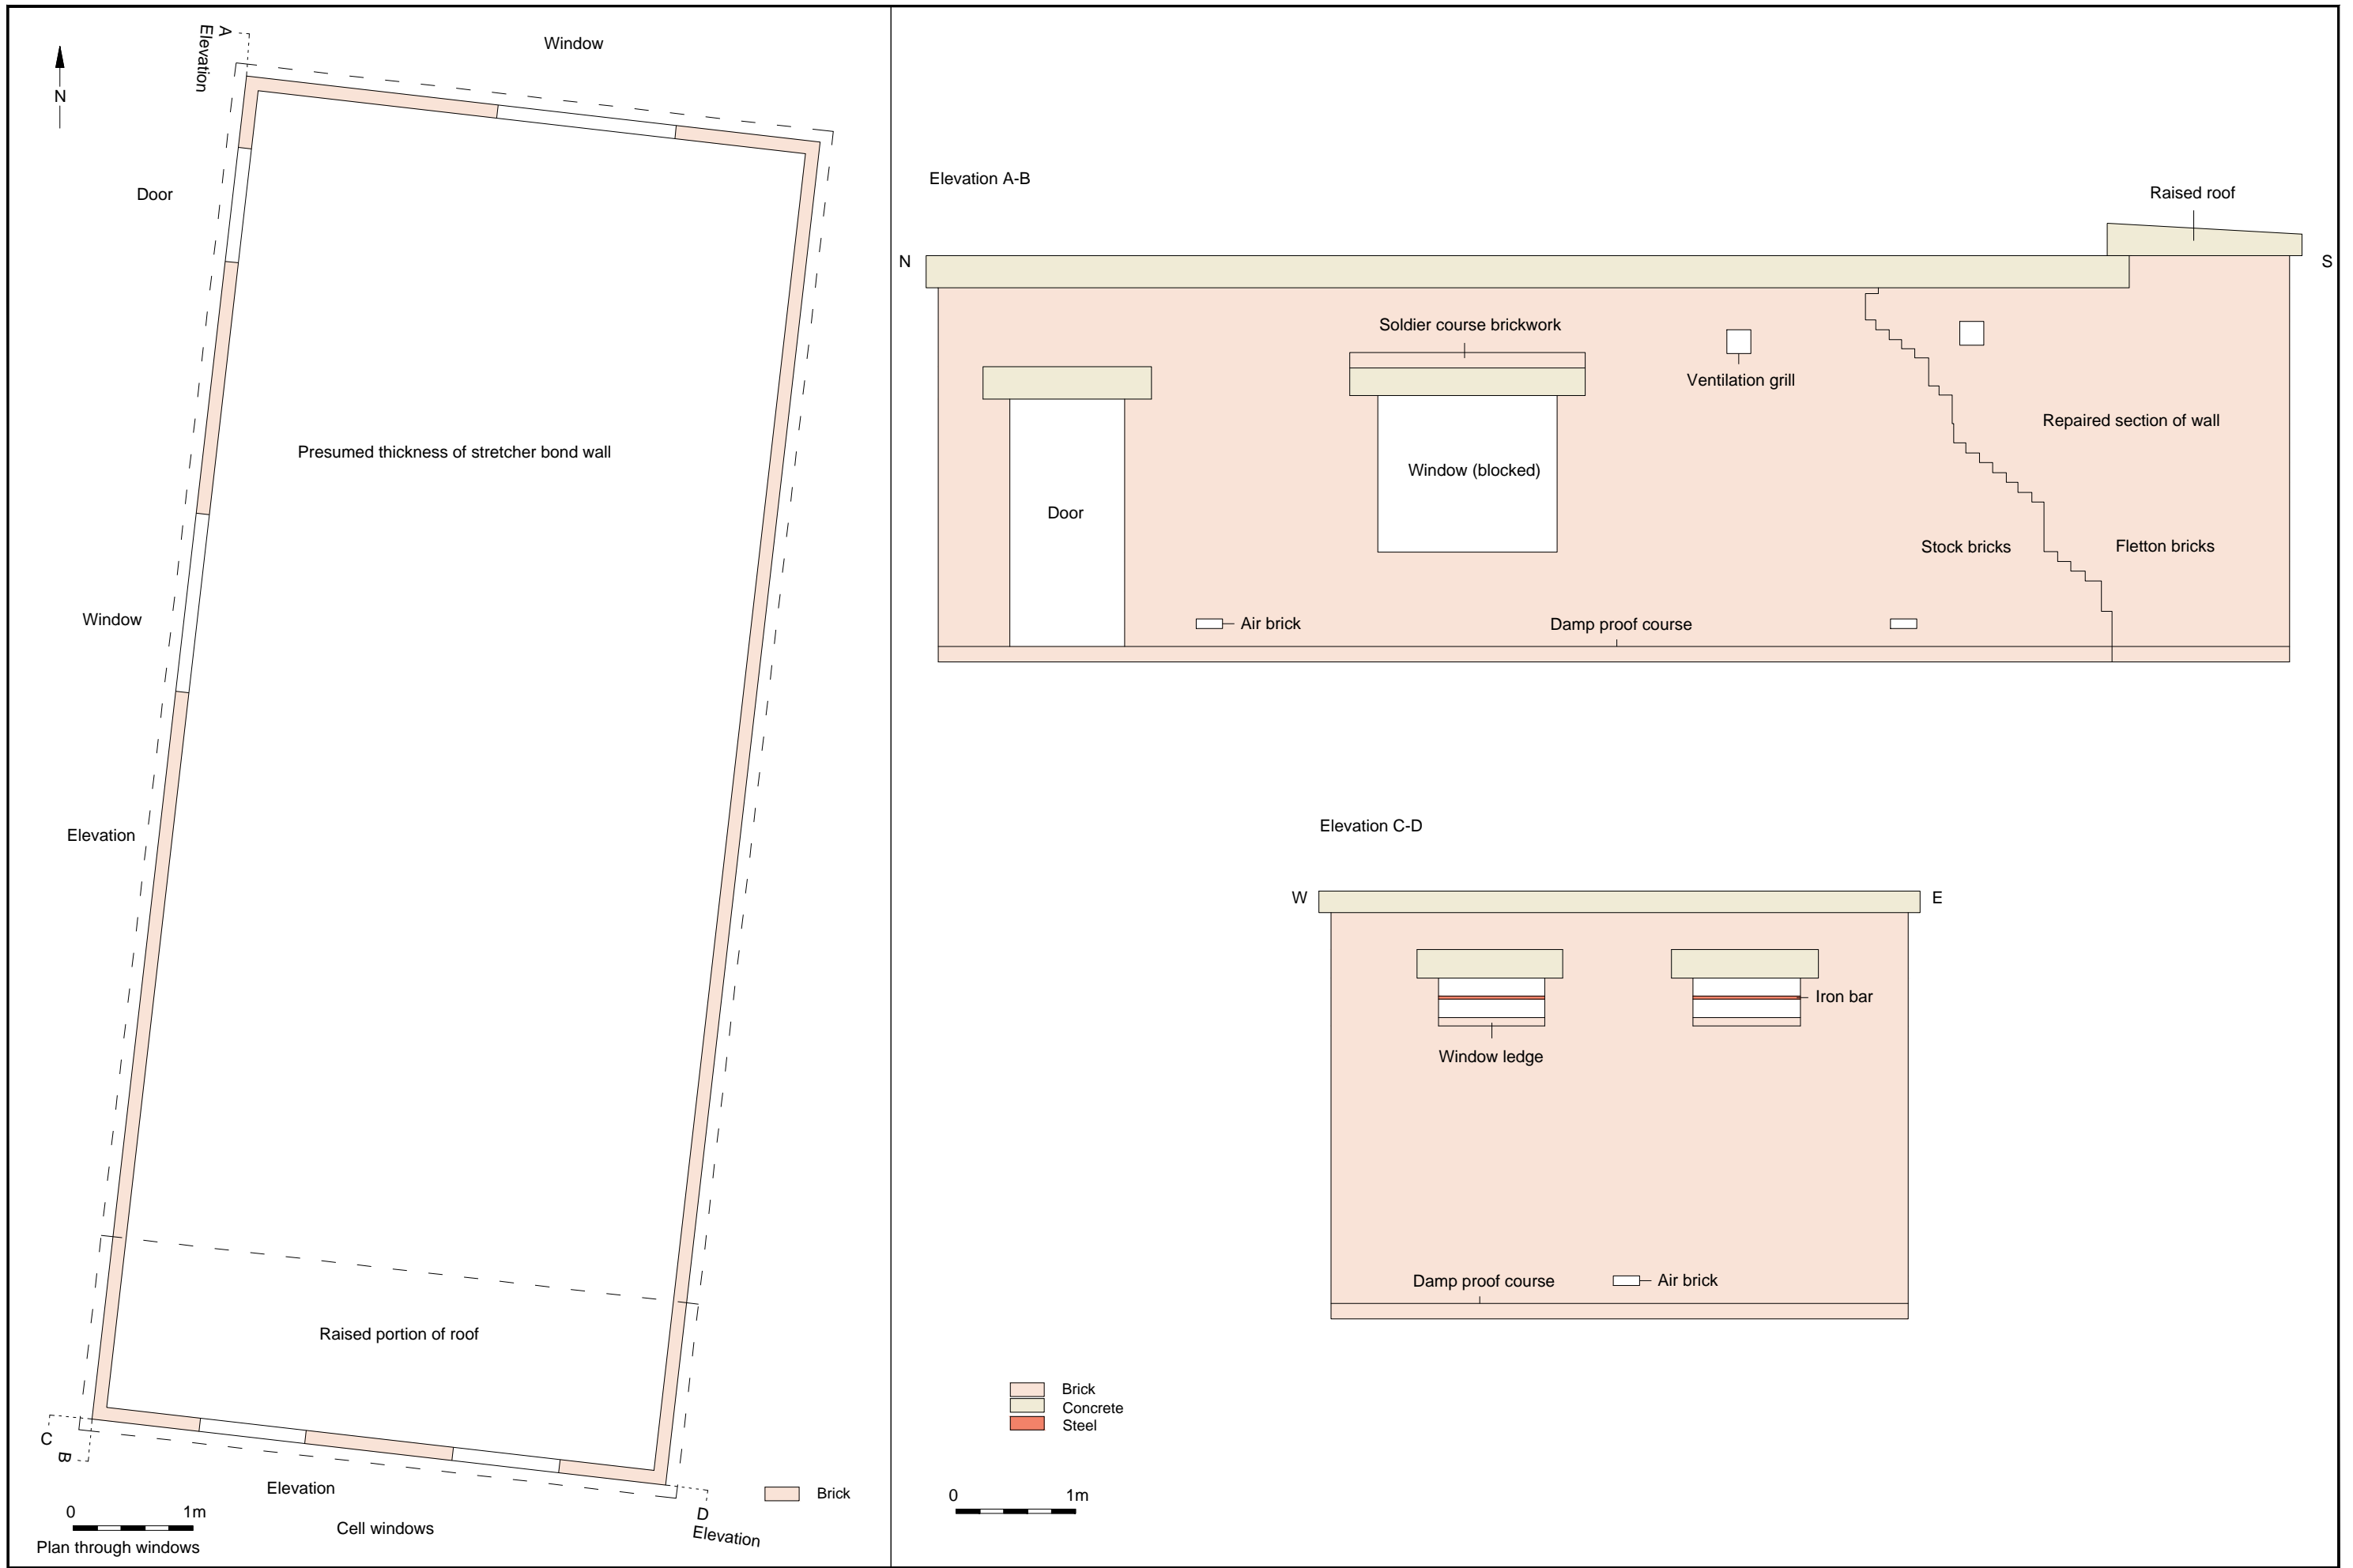 A
Elevation
Window
N
Door
Presumed thickness of stretcher bond wall
Window
Elevation
Raised portion of roof
C
B
Elevation
Brick
0 1m
Cell windows
D
Elevation
Plan through windows
Elevation A-B
Raised roof
N
S
Soldier course brickwork
Ventilation grill
Repaired section of wall
Window (blocked)
Door
Stock bricks
Fletton bricks
Air brick
Damp proof course
Elevation C-D
W
E
Iron bar
Window ledge
Damp proof course
Air brick
Brick
Concrete
Steel
0 1m